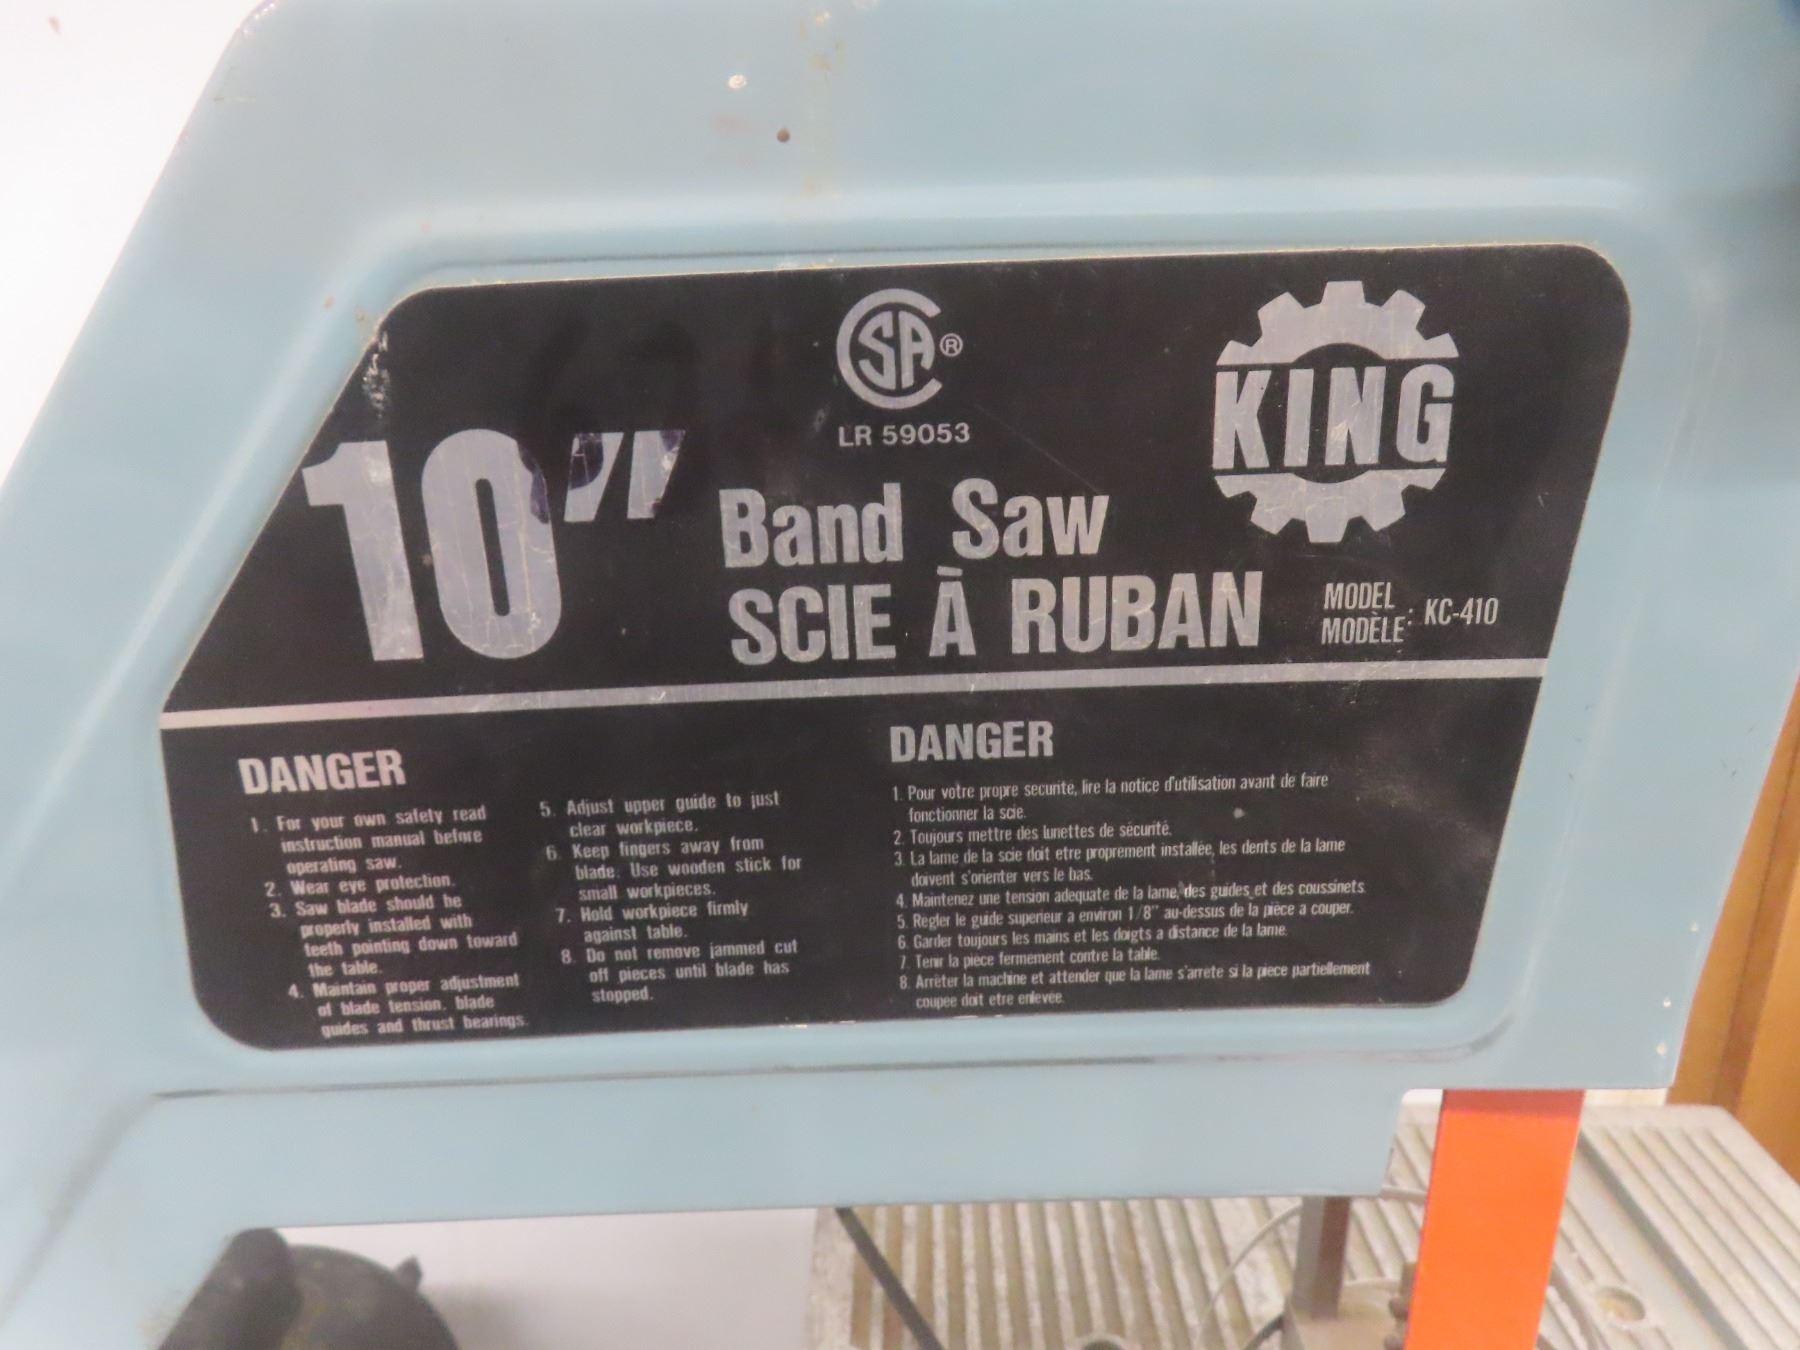 CSA®
LR 59053
KING
10"
Band Saw
SCIE À RUBAN
MODEL
MODÈLE : KC-410
DANGER
1. For your own safety read
instruction manual before
operating saw.
2. Wear eye protection.
3. Saw blade should be
properly installed with
teeth pointing down toward
the table.
4. Maintain proper adjustment
of blade tension, blade
guides and thrust bearings.
5. Adjust upper guide to just
clear workpiece.
6. Keep fingers away from
blade. Use wooden stick for
small workpieces.
7. Hold workpiece firmly
against table.
8. Do not remove jammed cut
off pieces until blade has
stopped.
DANGER
1. Pour votre propre securité, lire la notice d'utilisation avant de faire
fonctionner la scie.
2. Toujours mettre des lunettes de sécurité.
3. La lame de la scie doit etre proprement installée, les dents de la lame
doivent s'orienter vers le bas.
4. Maintenez une tension adequate de la lame, des guides et des coussinets.
5. Regler le guide superieur a environ 1/8" au-dessus de la pièce a couper.
6. Garder toujours les mains et les doigts a distance de la lame.
7. Tenir la pièce fermement contre la table.
8. Arrêter la machine et attender que la lame s'arrete si la piece partiellement
coupee doit etre enlevée.